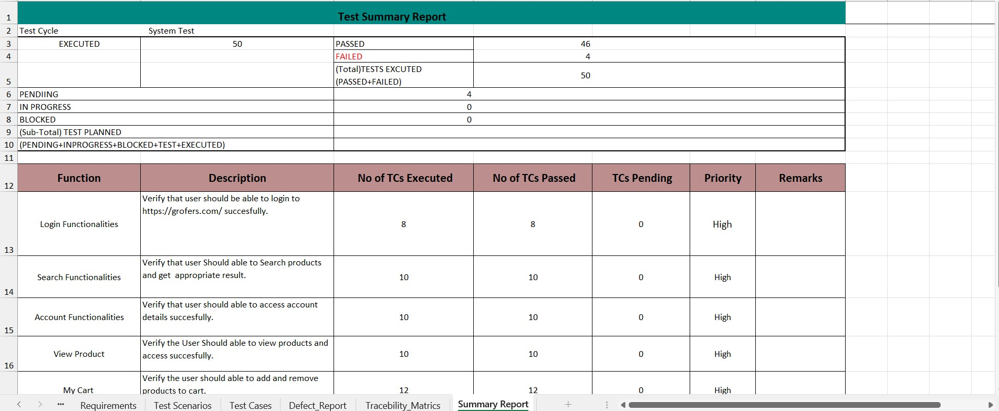 1 Test Summary Report
2 Test Cycle System Test
3 EXECUTED 50 PASSED 46
4 FAILED 4
(Total)TESTS EXCUTED
5 (PASSED+FAILED) 50
6 PENDIING 4
7 IN PROGRESS 0
8 BLOCKED 0
9 (Sub-Total) TEST PLANNED
10 (PENDING+INPROGRESS+BLOCKED+TEST+EXECUTED)
11
12 Function Description No of TCs Executed No of TCs Passed TCs Pending Priority Remarks
Verify that user should be able to login to
https://grofers.com/ succesfully.
Login Functionalities 8 8 0 High
13
Verify that user Should able to Search products
and get  appropriate result.
Search Functionalities 10 10 0 High
14
Verify that user should able to access account
details succesfully.
Account Functionalities 10 10 0 High
15
Verify the User Should able to view products and
access succesfully.
View Product 10 10 0 High
16
Verify the user should able to add and remove
products to cart.
My Cart 12 12 0 High
Requirements Test Scenarios Test Cases Defect_Report Tracebility_Matrics Summary Report